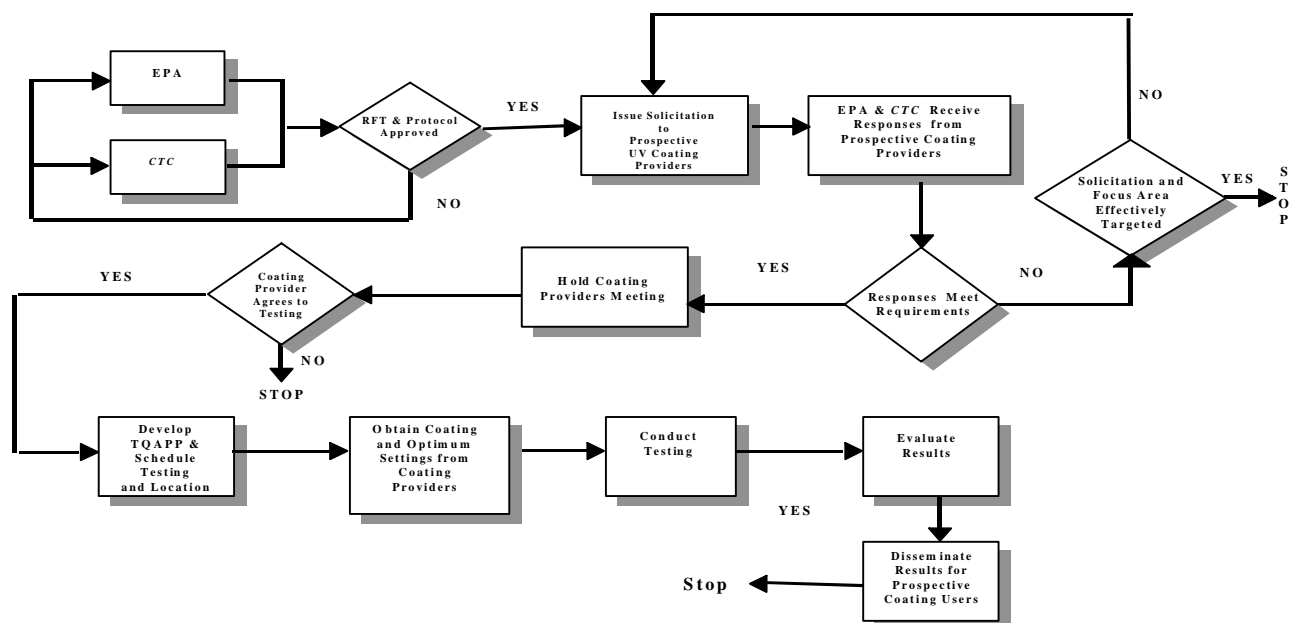 EPA
CTC
RFT & Protocol
Approved
YES
NO
Issue Solicitation
to
Prospective
UV Coating
Providers
EPA & CTC Receive
Responses from
Prospective Coating
Providers
NO
Solicitation and
Focus Area
Effectively
Targeted
YES
S
T
O
P
Responses Meet
Requirements
NO
YES
Hold Coating
Providers Meeting
Coating
Provider
Agrees to
Testing
YES
NO
STOP
Develop
TQAPP &
Schedule
Testing
and Location
Obtain Coating
and Optimum
Settings from
Coating
Providers
Conduct
Testing
Evaluate
Results
YES
Disseminate
Results for
Prospective
Coating Users
Stop